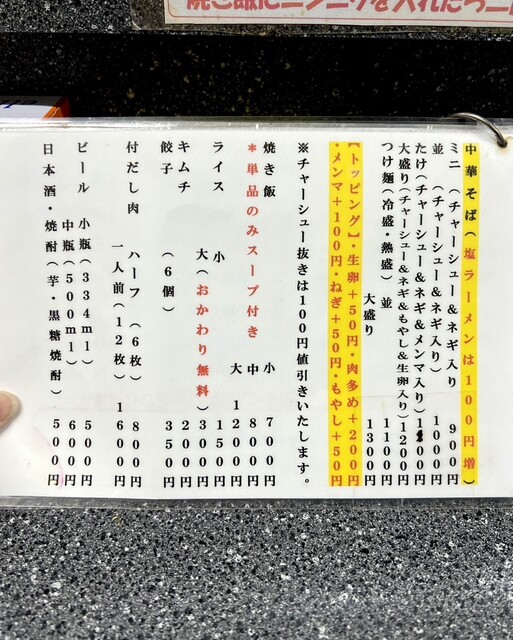 焼き飯にニンニクを入れたら
中華そば(塩ラーメンは100円増)
ミニ (チャーシュー&ネギ入り) 900円
並 (チャーシュー&ネギ入り) 1000円
たけ(チャーシュー&ネギ&メンマ入り)
大盛り(チャーシュー&ネギ&もやし&生卵入り) 1200円
つけ麺(冷盛・熱盛) 並 1100円
大盛り 1300円
【トッピング】・生卵+50円・肉多め+200円
・メンマ+100円・ねぎ+50円・もやし+50円
※チャーシュー抜きは100円値引きいたします。
焼き飯 小 700円
*単品のみスープ付き 中 800円
大 1200円
ライス 小 150円
大(おかわり無料) 300円
キムチ 200円
餃子 (6個) 350円
付だし肉 ハーフ (6枚) 800円
一人前(12枚) 1600円
ビール 小瓶(334ml) 500円
中瓶(500ml) 600円
日本酒・焼酎(芋・黒糖焼酎) 500円